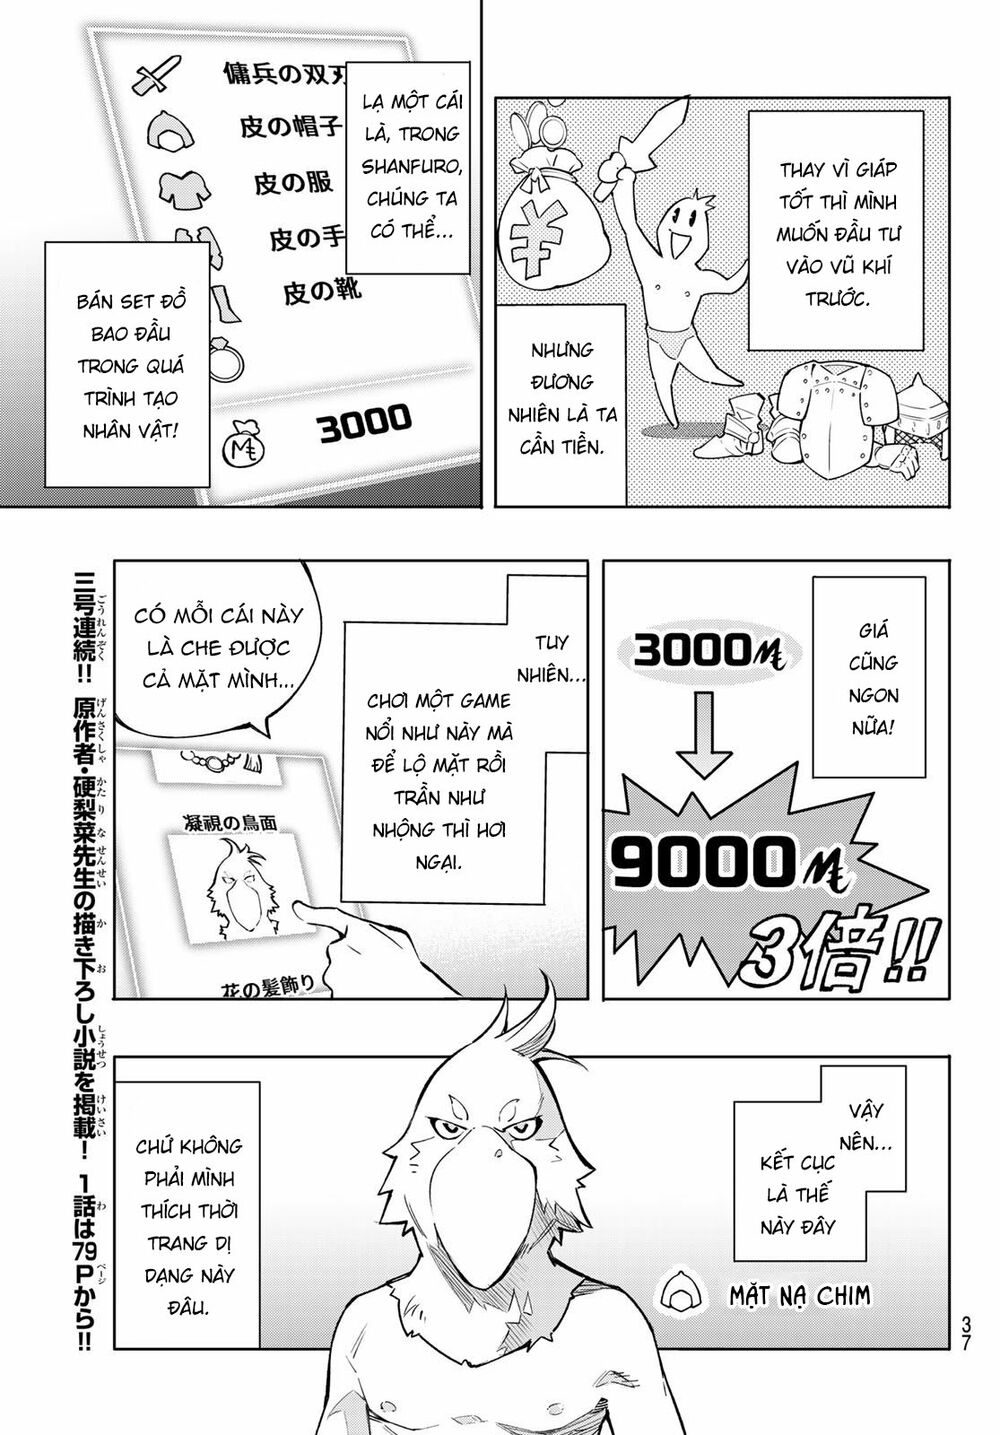 THAY VÌ GIÁP
TỐT THÌ MÌNH
MUỐN ĐẦU TƯ
VÀO VŨ KHÍ
TRƯỚC.
NHƯNG
ĐƯƠNG
NHIÊN LÀ TA
CẦN TIỀN.
LẠ MỘT CÁI
LÀ, TRONG
SHANFURO,
CHÚNG TA
CÓ THỂ...
傭兵の双刃
皮の帽子
皮の服
皮の手
皮の靴
3000
BÁN SET ĐỒ
BAO ĐẦU
TRONG QUÁ
TRÌNH TẠO
NHÂN VẬT!
GIÁ
CŨNG
NGON
NỮA!
3000
9000
3倍!!
TUY
NHIÊN...
CHƠI MỘT GAME
NỔI NHƯ NÀY MÀ
ĐỂ LỘ MẶT RỒI
TRẦN NHƯ
NHỘNG THÌ HƠI
NGẠI.
CÓ MỖI CÁI NÀY
LÀ CHE ĐƯỢC
CẢ MẶT MÌNH...
凝視の鳥面
花の髪飾り
VẬY
NÊN...
KẾT CỤC
LÀ THẾ
NÀY ĐÂY
MẶT NẠ CHIM
CHỨ KHÔNG
PHẢI MÌNH
THÍCH THỜI
TRANG DỊ
DẠNG NÀY
ĐÂU.
三号連続!! 原作者・硬梨菜先生の描き下ろし小説を掲載! 1話は79Pから!!
37